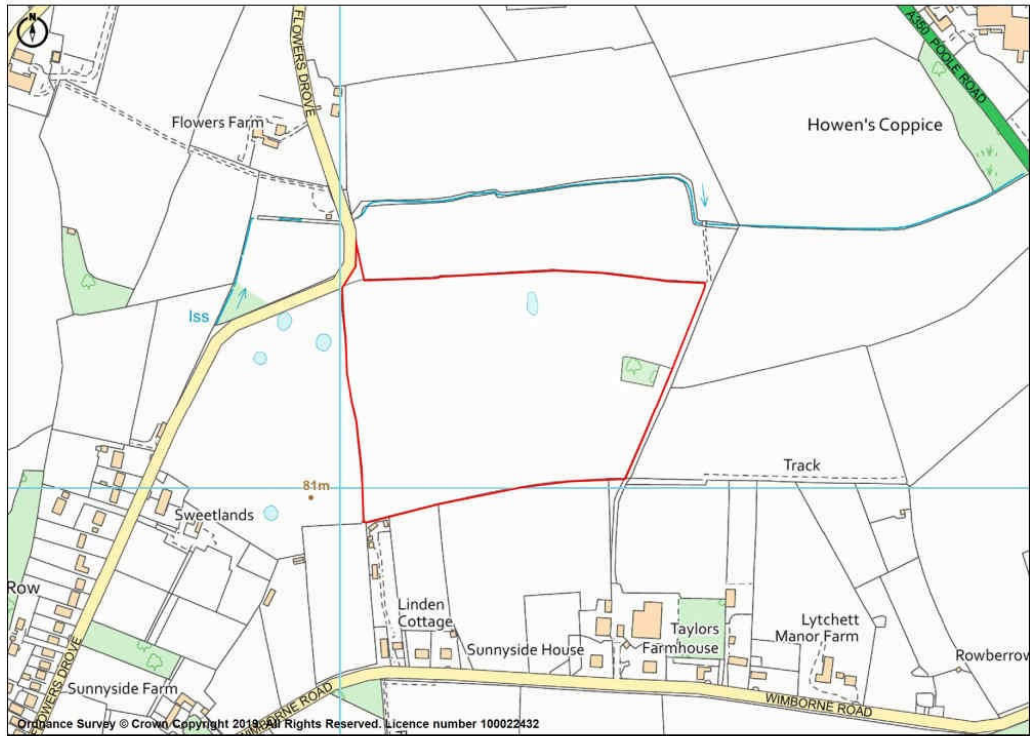 N
FLOWERS DROVE
A350 POOLE ROAD
Flowers Farm
Howen's Coppice
Iss
81m
Track
Sweetlands
Row
Linden
Cottage
Taylors
Farmhouse
Lytchett
Manor Farm
Sunnyside House
Rowberrow
Sunnyside Farm
FLOWERS DROVE
WIMBORNE ROAD
WIMBORNE ROAD
Ordnance Survey © Crown Copyright 2019. All Rights Reserved. Licence number 100022432